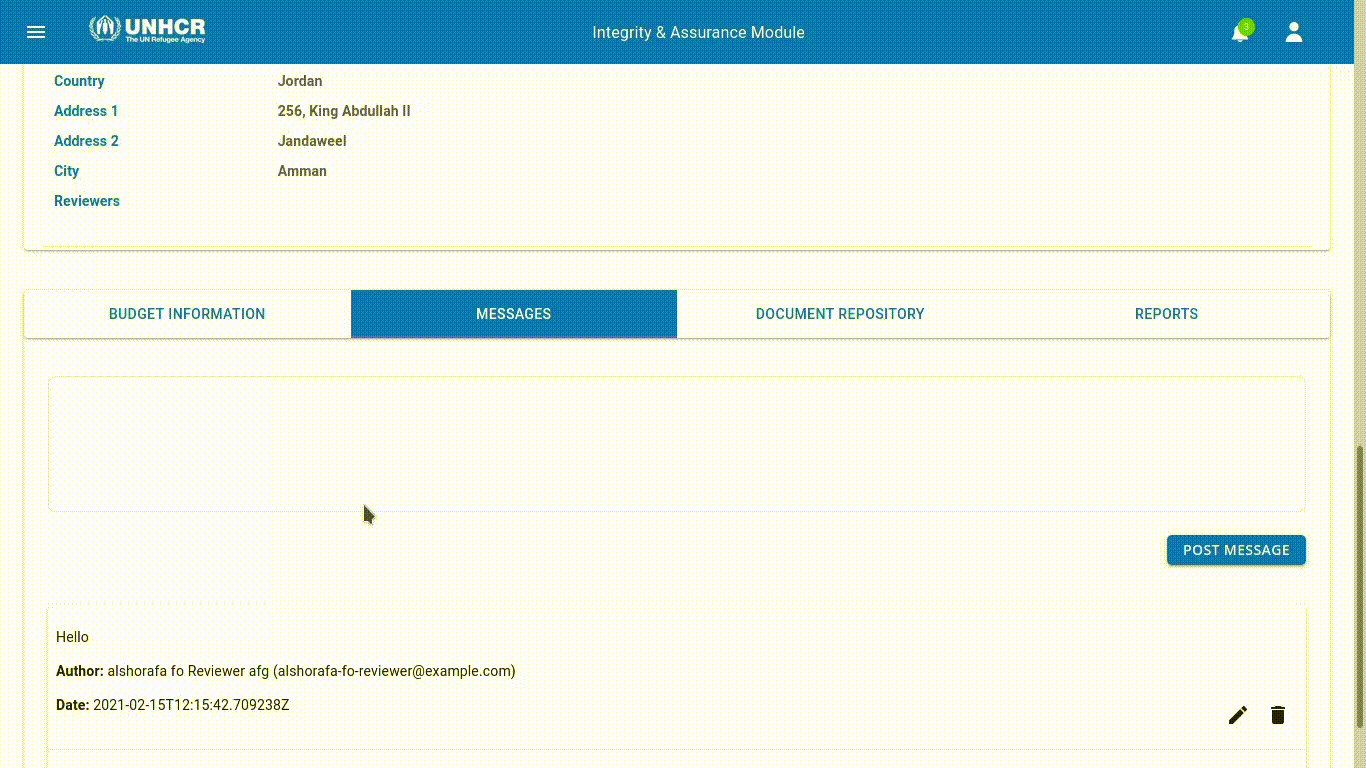 UNHCR
The UN Refugee Agency
Integrity & Assurance Module
3
Country Jordan
Address 1 256, King Abdullah II
Address 2 Jandaweel
City Amman
Reviewers
BUDGET INFORMATION MESSAGES DOCUMENT REPOSITORY REPORTS
POST MESSAGE
Hello
Author: alshorafa fo Reviewer afg (alshorafa-fo-reviewer@example.com)
Date: 2021-02-15T12:15:42.709238Z